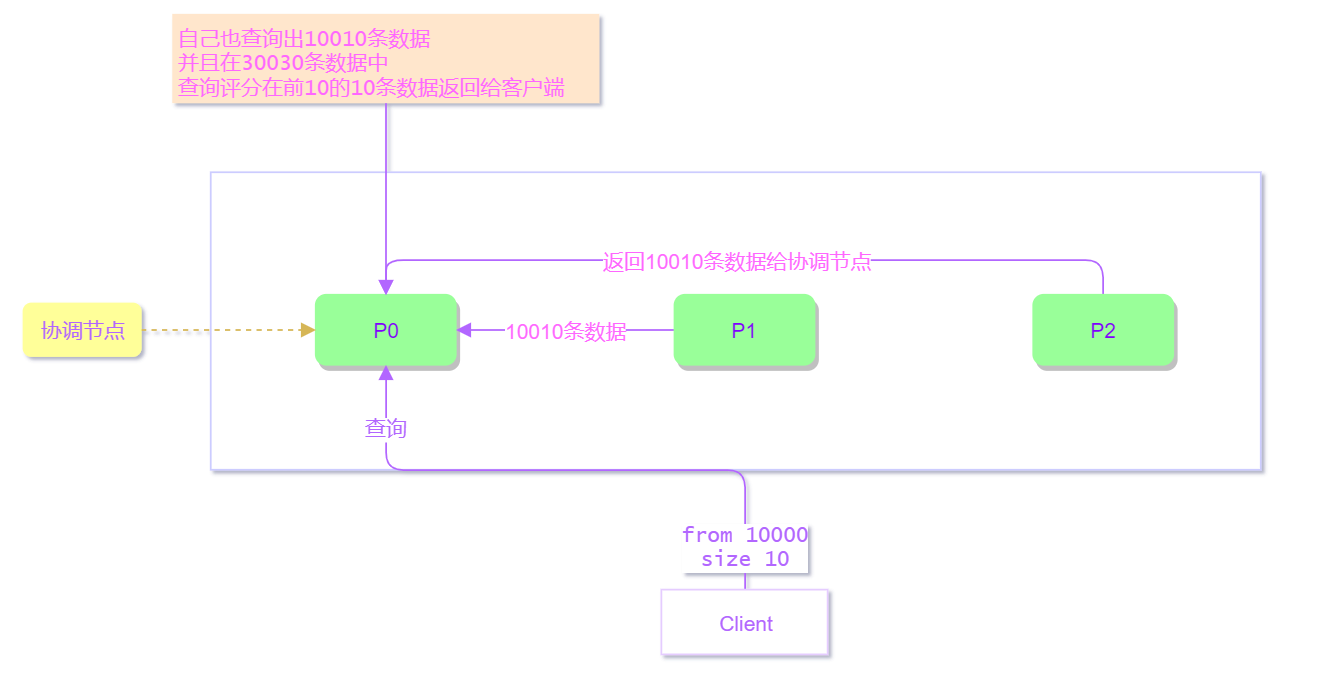 自己也查询出10010条数据
并且在30030条数据中
查询评分在前10的10条数据返回给客户端
返回10010条数据给协调节点
协调节点
P0
10010条数据
P1
P2
查询
from 10000
size 10
Client